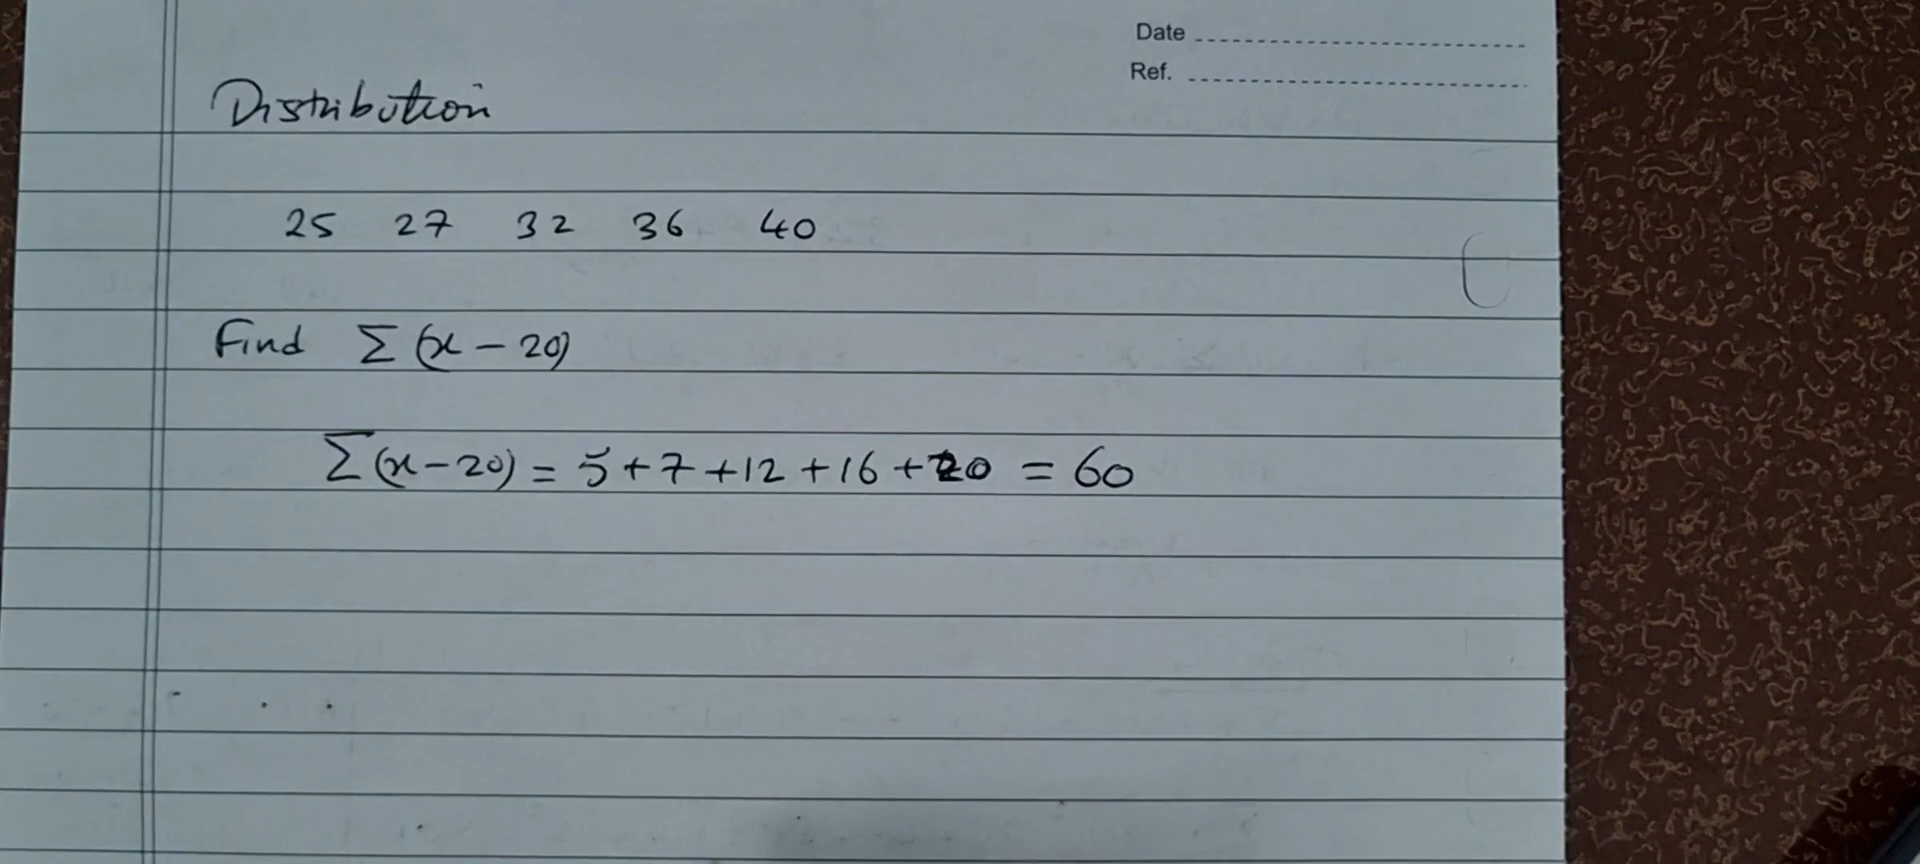 Date
Ref.
Distribution
25 27 32 36 40
Find Σ (x - 20)
Σ (x - 20) = 5 + 7 + 12 + 16 + 20 = 60